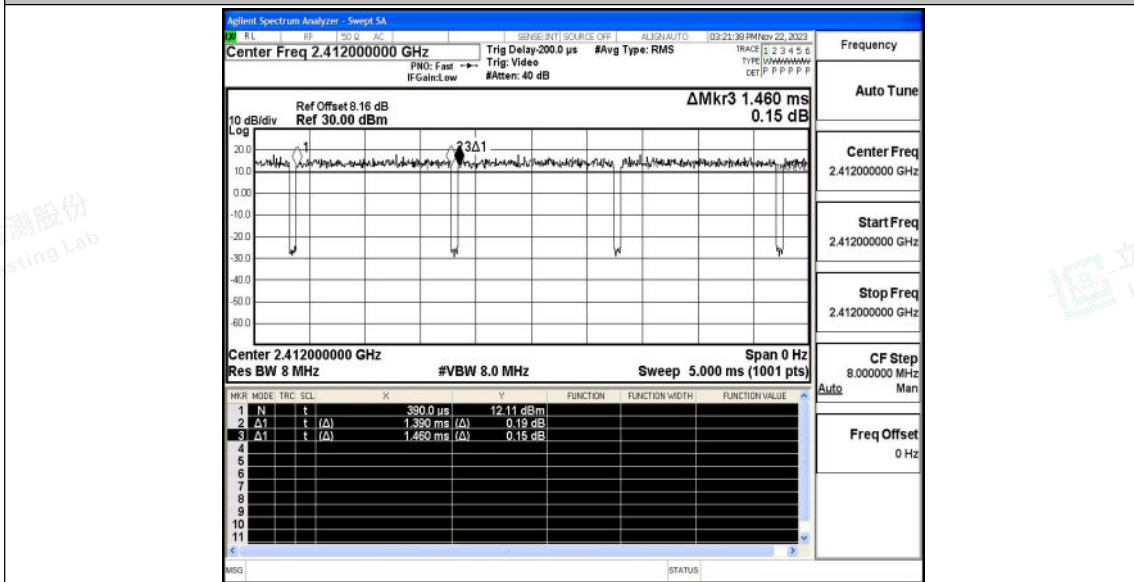 Agilent Spectrum Analyzer - Swept SA
RL RF 50 Ω AC SENSE:INT SOURCE OFF ALIGNAUTO 03:21:38 PM Nov 22, 2023
Center Freq 2.412000000 GHz
PNO: Fast
IFGain:Low
Trig Delay-200.0 µs #Avg Type: RMS
Trig: Video
#Atten: 40 dB
TRACE 1 2 3 4 5 6
TYPE
DET P P P P P P
Frequency
Auto Tune
Center Freq
2.412000000 GHz
Start Freq
2.412000000 GHz
Stop Freq
2.412000000 GHz
CF Step
8.000000 MHz
Auto Man
Freq Offset
0 Hz
ΔMkr3 1.460 ms
0.15 dB
Ref Offset 8.16 dB
10 dB/div Ref 30.00 dBm
Log
20.0
10.0
0.00
-10.0
-20.0
-30.0
-40.0
-50.0
-60.0
1
23Δ1
Center 2.412000000 GHz Span 0 Hz
Res BW 8 MHz #VBW 8.0 MHz Sweep 5.000 ms (1001 pts)
MKR MODE TRC SCL X Y FUNCTION FUNCTION WIDTH FUNCTION VALUE
1 N t 390.0 µs 12.11 dBm
2 Δ1 t (Δ) 1.390 ms (Δ) 0.19 dB
3 Δ1 t (Δ) 1.460 ms (Δ) 0.15 dB
4
5
6
7
8
9
10
11
MSG STATUS
测股份
esting Lab
立